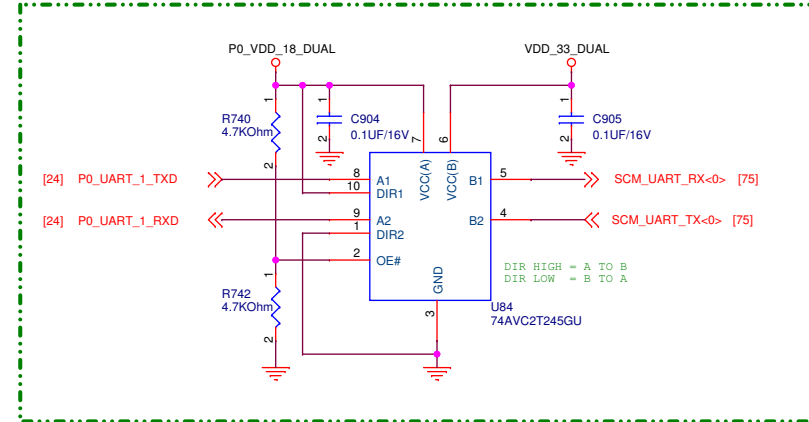 P0_VDD_18_DUAL
VDD_33_DUAL
1
1
1
R740
4.7KOhm
C904
0.1UF/16V
C905
0.1UF/16V
2
2
2
7
6
VCC(A)
VCC(B)
[24] P0_UART_1_TXD
8
A1
B1
5
SCM_UART_RX<0> [75]
10
DIR1
[24] P0_UART_1_RXD
9
A2
B2
4
SCM_UART_TX<0> [75]
1
DIR2
2
OE#
DIR HIGH = A TO B
DIR LOW = B TO A
1
GND
R742
4.7KOhm
3
U84
74AVC2T245GU
2